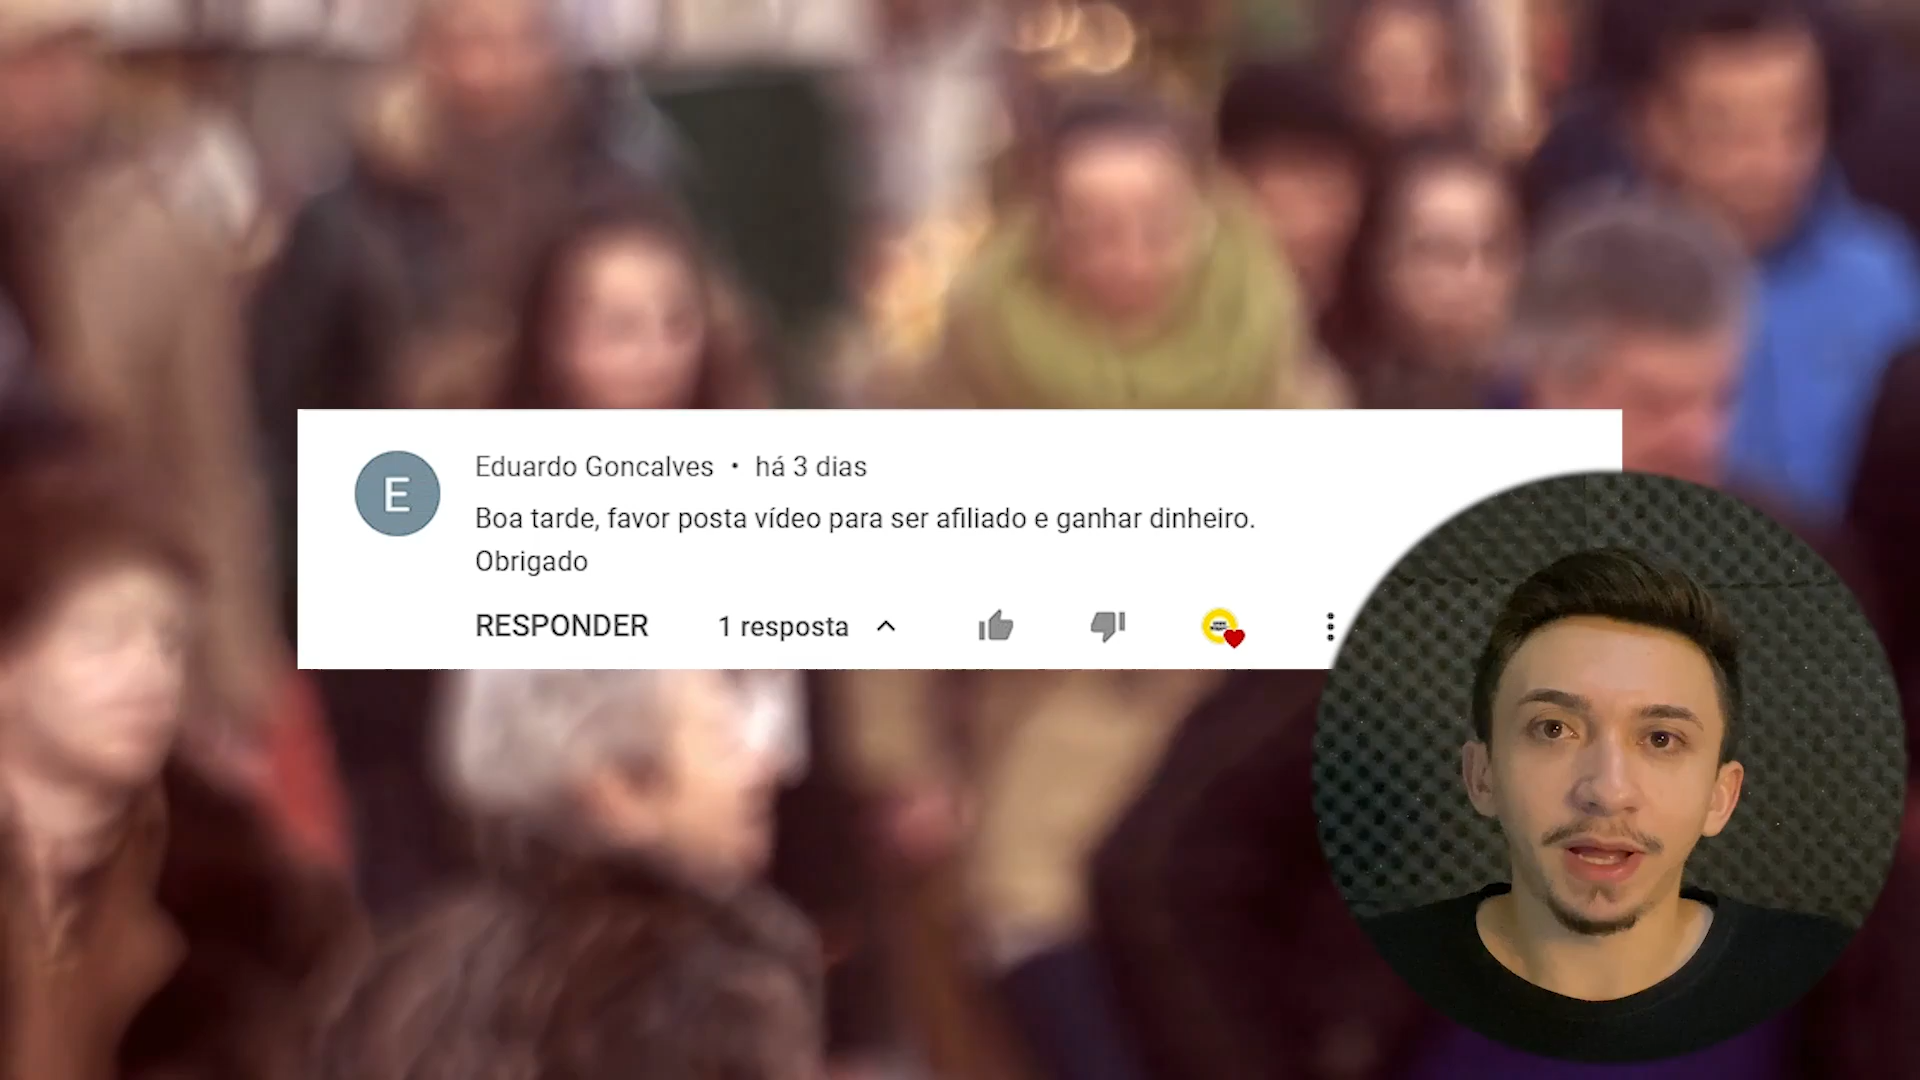 E
Eduardo Goncalves • há 3 dias
Boa tarde, favor posta vídeo para ser afiliado e ganhar dinheiro.
Obrigado
RESPONDER 1 resposta